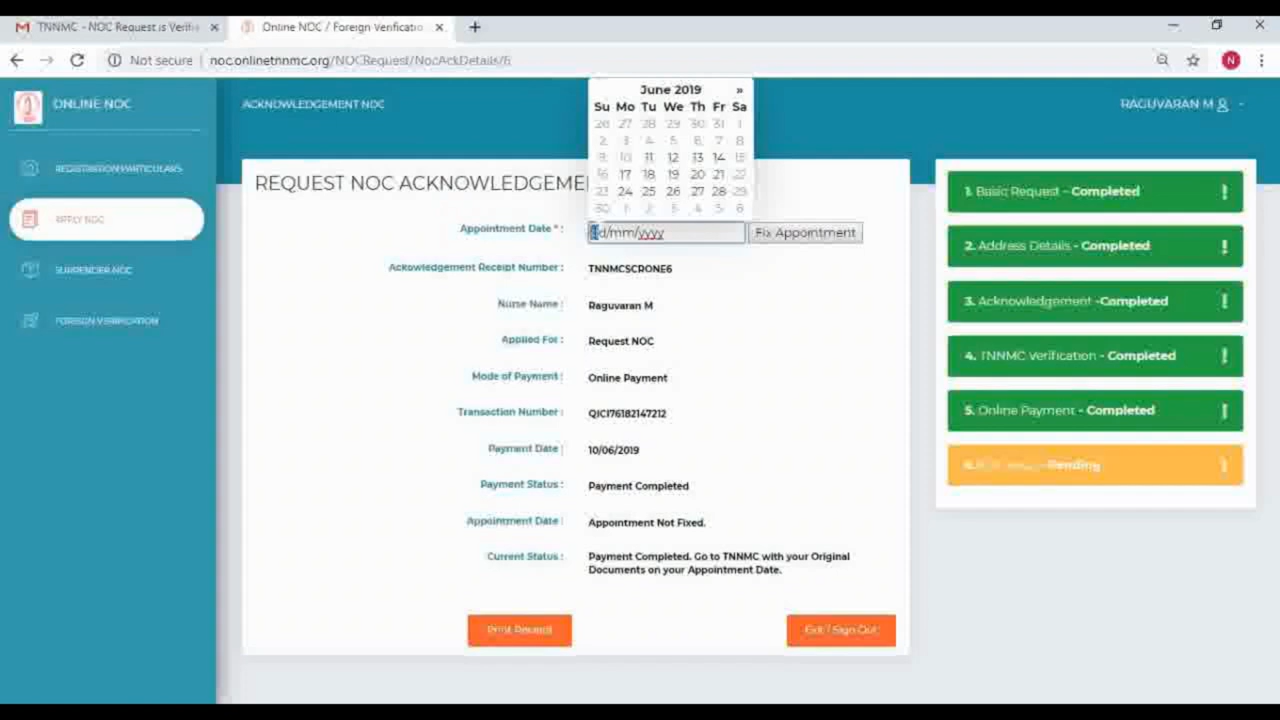 TNNMC - NOC Request is Verifi
Online NOC / Foreign Verificatio
Not secure noc.onlinetnnmc.org/NOCRequest/NocAckDetails/6
N
ONLINE NOC
ACKNOWLEDGEMENT NOC
RAGUVARAN M
REGISTRATION PARTICULARS
APPLY NOC
SURRENDER NOC
FOREIGN VERIFICATION
June 2019 »
Su Mo Tu We Th Fr Sa
26 27 28 29 30 31 1
2 3 4 5 6 7 8
9 10 11 12 13 14 15
16 17 18 19 20 21 22
23 24 25 26 27 28 29
30 1 2 3 4 5 6
REQUEST NOC ACKNOWLEDGEME
Appointment Date * : dd/mm/yyyy Fix Appointment
Ackowledgement Receipt Number : TNNMCSCRONE6
Nurse Name : Raguvaran M
Applied For : Request NOC
Mode of Payment : Online Payment
Transaction Number : QICI76182147212
Payment Date : 10/06/2019
Payment Status : Payment Completed
Appointment Date : Appointment Not Fixed.
Current Status : Payment Completed. Go to TNNMC with your Original
Documents on your Appointment Date.
Print Receipt
Exit / Sign Out
1. Basic Request - Completed
2. Address Details - Completed
3. Acknowledgement -Completed
4. TNNMC Verification - Completed
5. Online Payment - Completed
6. - Pending